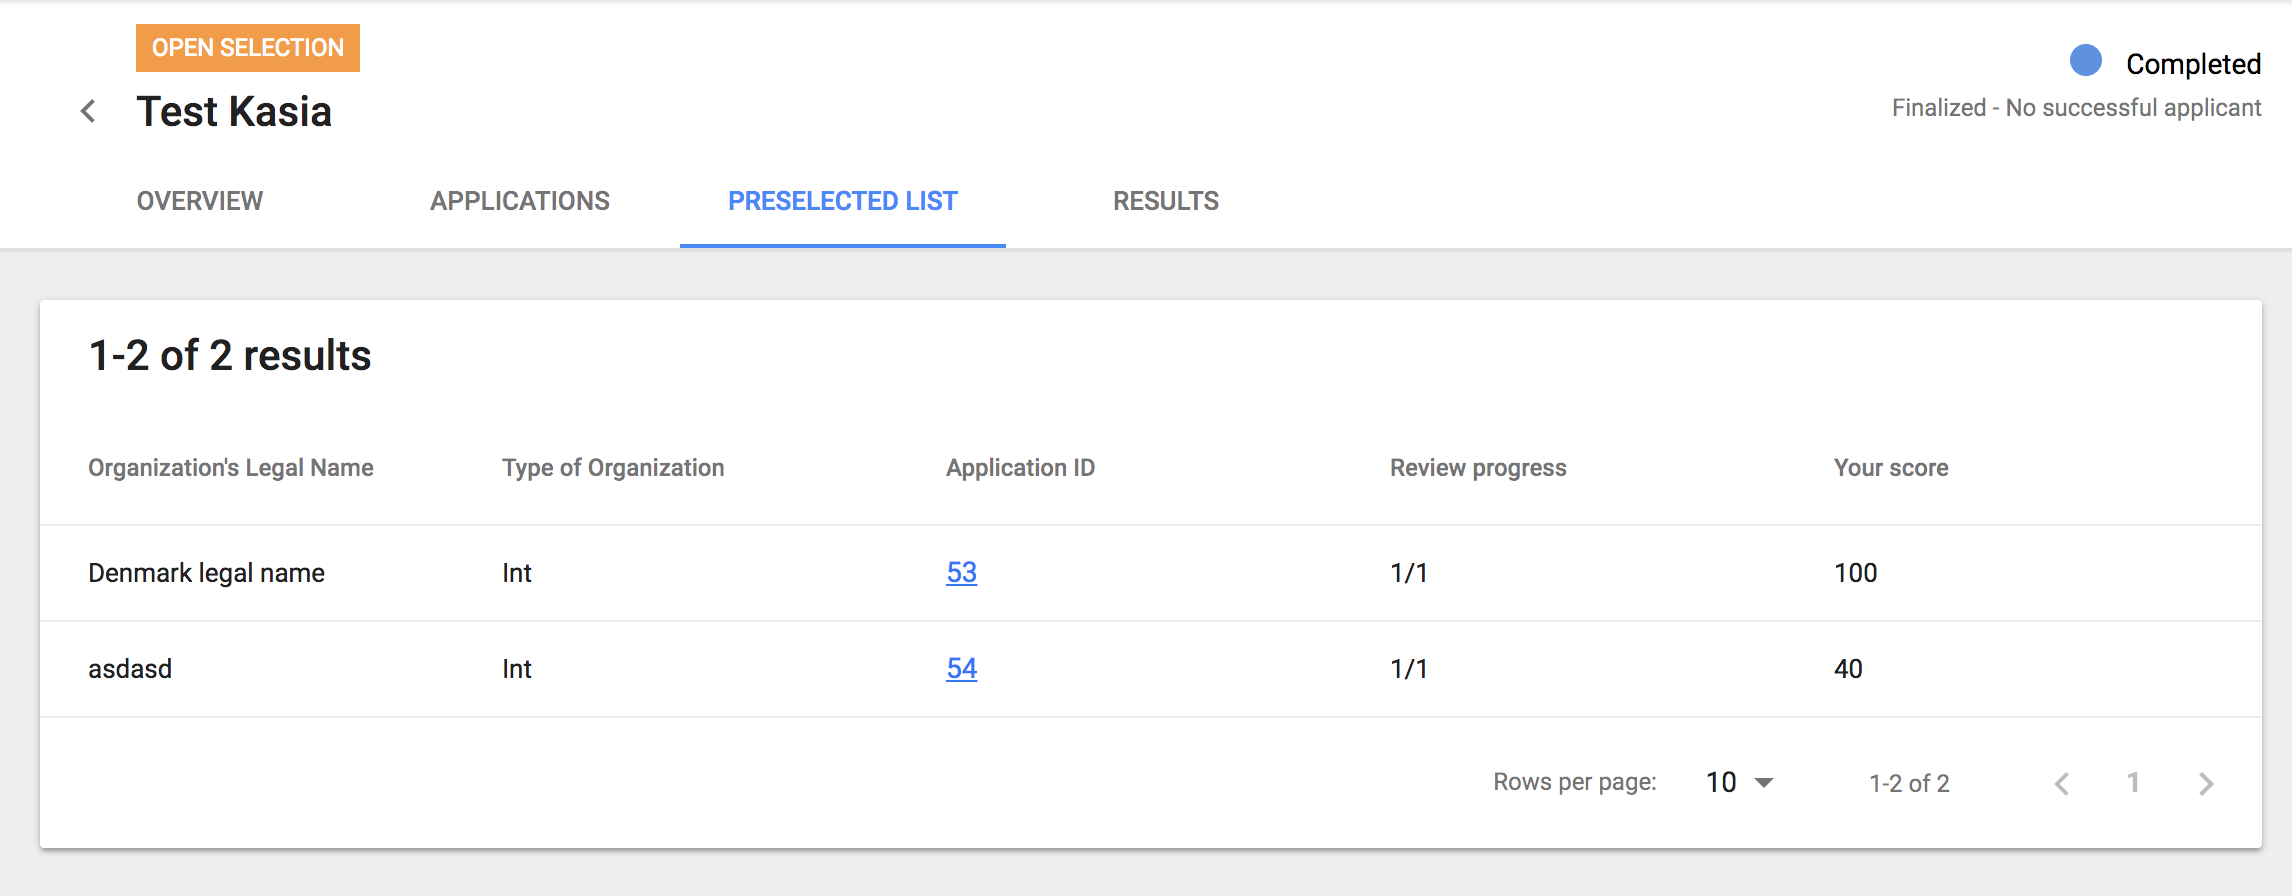 OPEN SELECTION
Completed
Test Kasia
Finalized - No successful applicant
OVERVIEW APPLICATIONS PRESELECTED LIST RESULTS
1-2 of 2 results
Organization's Legal Name Type of Organization Application ID Review progress Your score
Denmark legal name Int 53 1/1 100
asdasd Int 54 1/1 40
Rows per page: 10 1-2 of 2 1